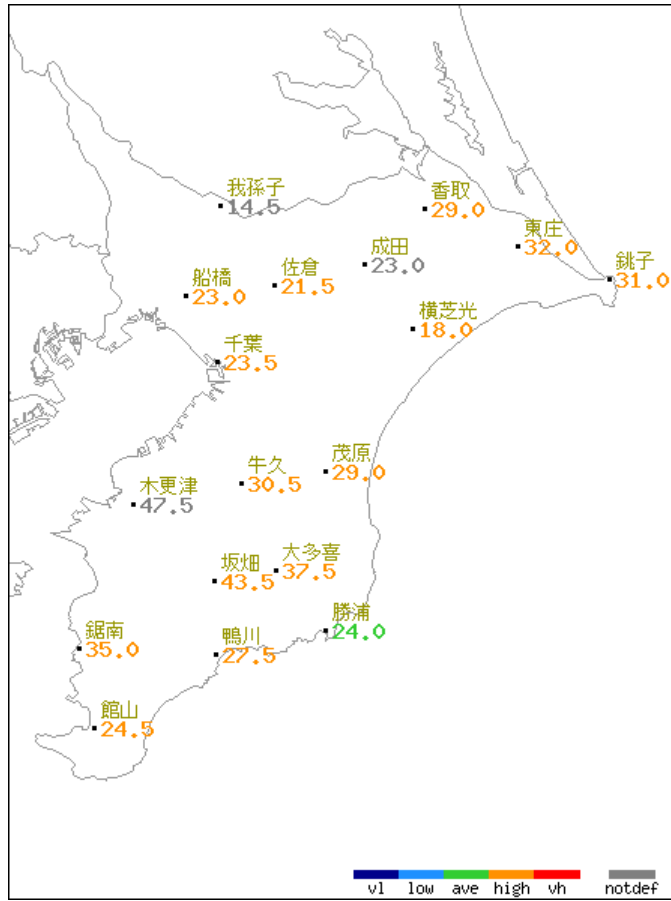 我孫子
14.5
香取
29.0
東庄
32.0
成田
23.0
銚子
31.0
船橋
23.0
佐倉
21.5
横芝光
18.0
千葉
23.5
茂原
29.0
牛久
30.5
木更津
47.5
大多喜
37.5
坂畑
43.5
勝浦
24.0
鋸南
35.0
鴨川
27.5
館山
24.5
vl low ave high vh notdef